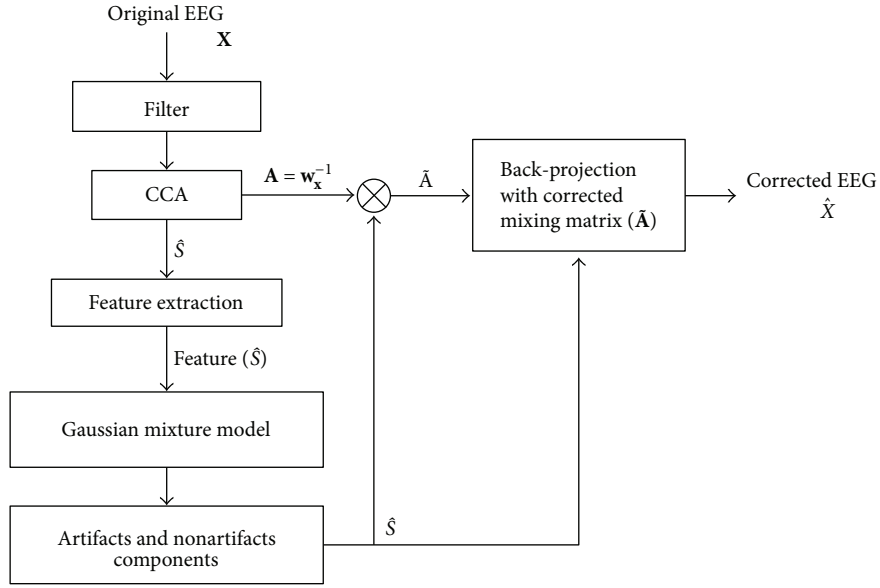 Original EEG
X
Filter
CCA
A = w_x^{-1}
Ã
Back-projection
with corrected
mixing matrix (Ã)
Corrected EEG
X̂
Ŝ
Feature extraction
Feature (Ŝ)
Gaussian mixture model
Artifacts and nonartifacts
components
Ŝ